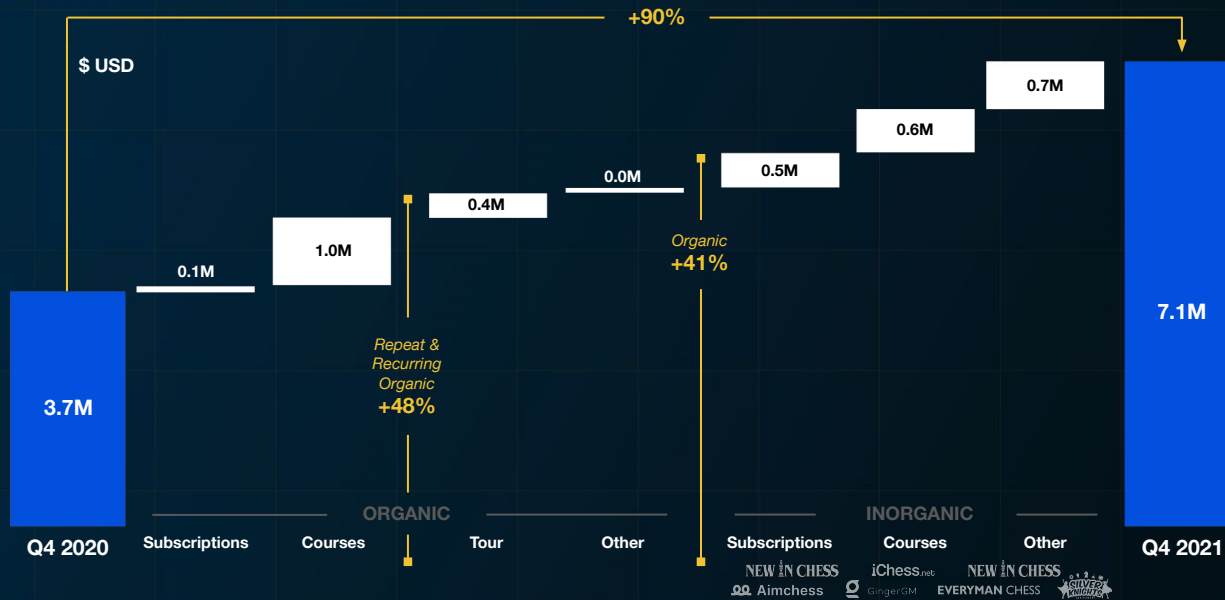 +90%
$ USD
0.7M
0.6M
0.5M
0.0M
0.4M
1.0M
0.1M
Organic
+41%
Repeat &
Recurring
Organic
+48%
3.7M
7.1M
ORGANIC
INORGANIC
Q4 2020
Subscriptions
Courses
Tour
Other
Subscriptions
Courses
Other
Q4 2021
NEW IN CHESS
iChess.net
NEW IN CHESS
Aimchess
GingerGM
EVERYMAN CHESS
SILVER
KNIGHTS